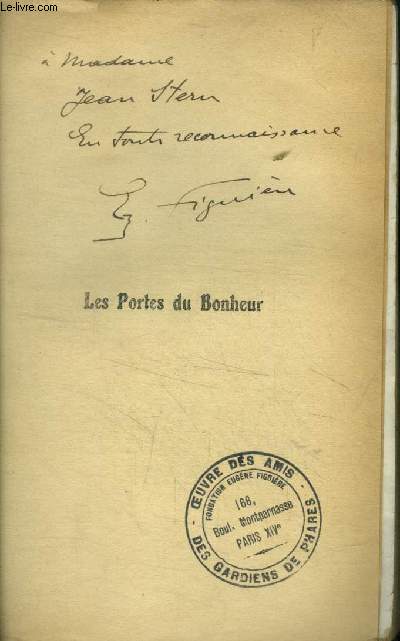 Le-livre.com
à Madame
Jean Stern
En toute reconnaissance
E. Figuière
Les Portes du Bonheur
ŒUVRE DES AMIS
FONDATION EUGÈNE FIGUIÈRE
166,
Boul. Montparnasse
PARIS XIVe
DES GARDIENS DE PHARES